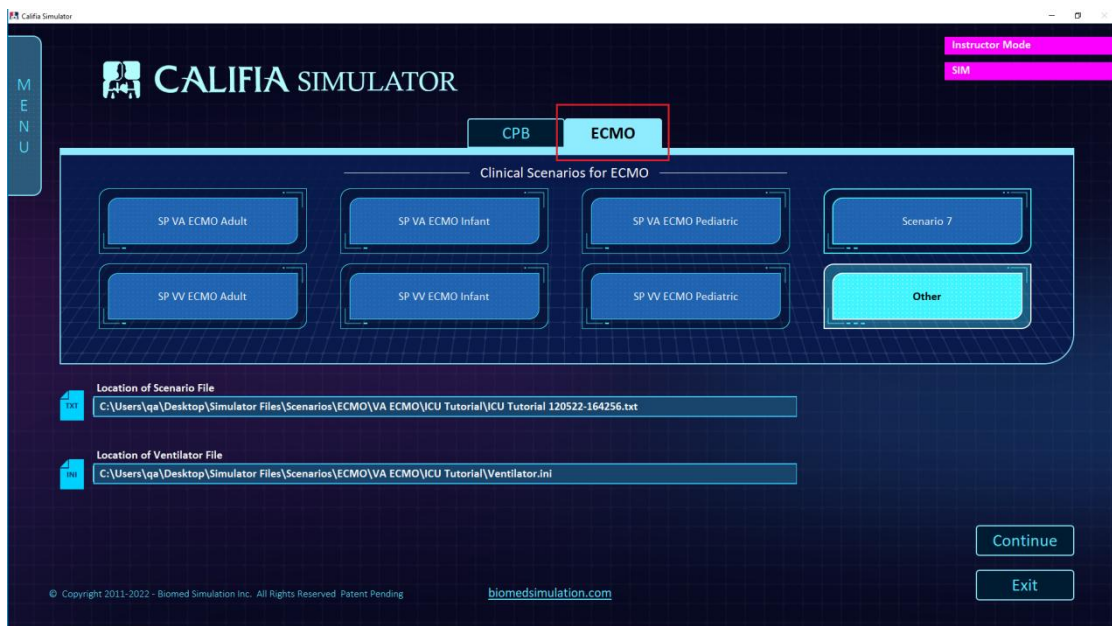 Califia Simulator
MENU
CALIFIA SIMULATOR
Instructor Mode
SIM
CPB
ECMO
Clinical Scenarios for ECMO
SP VA ECMO Adult
SP VA ECMO Infant
SP VA ECMO Pediatric
Scenario 7
SP VV ECMO Adult
SP VV ECMO Infant
SP VV ECMO Pediatric
Other
Location of Scenario File
TXT
C:\Users\qa\Desktop\Simulator Files\Scenarios\ECMO\VA ECMO\ICU Tutorial\ICU Tutorial 120522-164256.txt
Location of Ventilator File
INI
C:\Users\qa\Desktop\Simulator Files\Scenarios\ECMO\VA ECMO\ICU Tutorial\Ventilator.ini
Continue
Exit
© Copyright 2011-2022 - Biomed Simulation Inc. All Rights Reserved Patent Pending
biomedsimulation.com